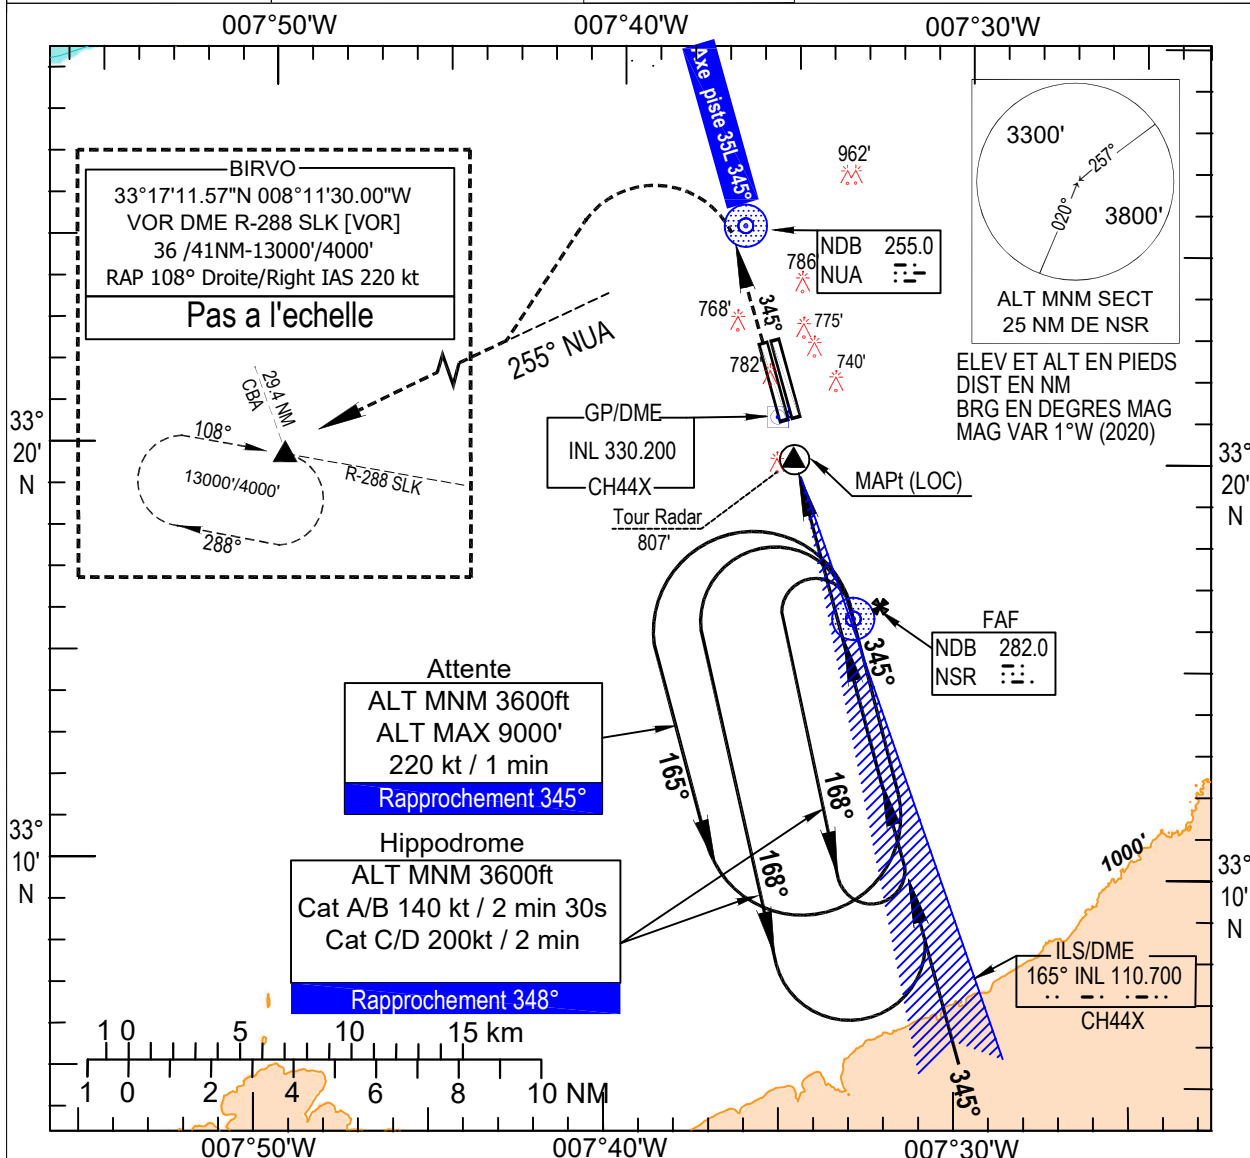 007°50'W
007°40'W
007°30'W
Axe piste 35L 345°
BIRVO
33°17'11.57"N 008°11'30.00"W
VOR DME R-288 SLK [VOR]
36 /41NM-13000'/4000'
RAP 108° Droite/Right IAS 220 kt
Pas a l'echelle
29.4 NM
CBA
108°
13000'/4000'
R-288 SLK
288°
255° NUA
962'
NDB 255.0
NUA
786'
768'
775'
782'
740'
345°
3300'
257°
020°
3800'
ALT MNM SECT
25 NM DE NSR
ELEV ET ALT EN PIEDS
DIST EN NM
BRG EN DEGRES MAG
MAG VAR 1°W (2020)
33°
20'
N
33°
20'
N
GP/DME
INL 330.200
CH44X
MAPt (LOC)
Tour Radar
807'
FAF
NDB 282.0
NSR
345°
Attente
ALT MNM 3600ft
ALT MAX 9000'
220 kt / 1 min
Rapprochement 345°
165°
168°
168°
Hippodrome
ALT MNM 3600ft
Cat A/B 140 kt / 2 min 30s
Cat C/D 200kt / 2 min
Rapprochement 348°
33°
10'
N
1000'
33°
10'
N
ILS/DME
165° INL 110.700
CH44X
345°
1 0 5 10 15 km
1 0 2 4 6 8 10 NM
007°50'W
007°40'W
007°30'W